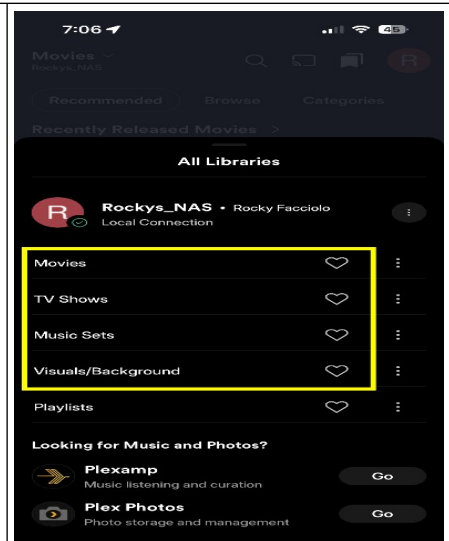 7:06
45
Movies
Rockys_NAS
R
Recommended Browse Categories
Recently Released Movies >
All Libraries
R
Rockys_NAS • Rocky Facciolo
Local Connection
Movies
TV Shows
Music Sets
Visuals/Background
Playlists
Looking for Music and Photos?
Plexamp
Music listening and curation
Go
Plex Photos
Photo storage and management
Go